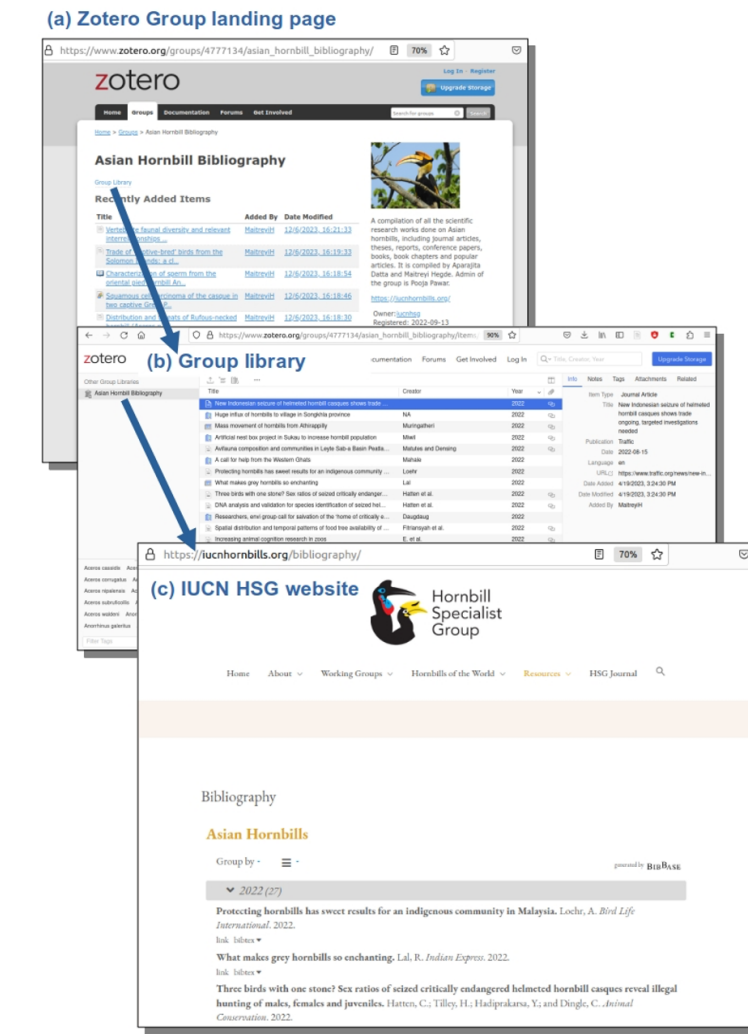 (a) Zotero Group landing page
https://www.zotero.org/groups/4777134/asian_hornbill_bibliography/ 70%
Log In · Register
zotero
Upgrade Storage
Home Groups Documentation Forums Get Involved Search for groups Search
Home > Groups > Asian Hornbill Bibliography
Asian Hornbill Bibliography
Group Library
Recently Added Items
Title Added By Date Modified
faunal diversity and relevant MaitreyiH 12/6/2023, 16:21:33
Trade of birds from the MaitreyiH 12/6/2023, 16:19:33
Solomon
of sperm from the MaitreyiH 12/6/2023, 16:18:54
oriental pied An...
Squamous of the casque in MaitreyiH 12/6/2023, 16:18:46
two captive
Distribution and of Rufous-necked MaitreyiH 12/6/2023, 16:18:30
A compilation of all the scientific
research works done on Asian
hornbills, including journal articles,
theses, reports, conference papers,
books, book chapters and popular
articles. It is compiled by Aparajita
Datta and Maitreyi Hegde. Admin of
the group is Pooja Pawar.
https://iucnhornbills.org/
Owner: iucnhsg
Registered: 2022-09-13
https://www.zotero.org/groups/4777134/asian_hornbill_bibliography/items 90%
zotero
(b) Group library
cumentation Forums Get Involved Log In Title, Creator, Year Upgrade Storage
Other Group Libraries
Asian Hornbill Bibliography
Title Creator Year
New Indonesian seizure of helmeted hornbill casques shows trade ... 2022
Huge influx of hornbills to village in Songkhla province NA 2022
Mass movement of hornbills from Athirappilly Muringatheri 2022
Artificial nest box project in Sukau to increase hornbill population Miwil 2022
Avifauna composition and communities in Leyte Sab-a Basin Peatla... Matutes and Densing 2022
A call for help from the Western Ghats Mahale 2022
Protecting hornbills has sweet results for an indigenous community ... Loehr 2022
What makes grey hornbills so enchanting Lal 2022
Three birds with one stone? Sex ratios of seized critically endanger... Hatten et al. 2022
DNA analysis and validation for species identification of seized hel... Hatten et al. 2022
Researchers, envi group call for salvation of the home of critically e... Daugdaug 2022
Spatial distribution and temporal patterns of food tree availability of ... Fitriansyah et al. 2022
Increasing animal cognition research in zoos E. et al. 2022
Info Notes Tags Attachments Related
Item Type Journal Article
Title New Indonesian seizure of helmeted
hornbill casques shows trade
ongoing, targeted investigations
needed
Publication Traffic
Date 2022-06-15
Language en
URL https://www.traffic.org/news/new-in...
Date Added 4/19/2023, 3:24:30 PM
Date Modified 4/19/2023, 3:24:30 PM
Added By MaitreyiH
Aceros cassidix
Aceros corrugatus
Aceros nipalensis
Aceros subruficollis
Aceros waldeni
Anorrhinus galeritus
Filter Tags
https://iucnhornbills.org/bibliography/ 70%
(c) IUCN HSG website
Hornbill
Specialist
Group
Home About Working Groups Hornbills of the World Resources HSG Journal
Bibliography
Asian Hornbills
Group by
powered by BIBBASE
2022 (27)
Protecting hornbills has sweet results for an indigenous community in Malaysia. Loehr, A. Bird Life
International. 2022.
link bibtex
What makes grey hornbills so enchanting. Lal, R. Indian Express. 2022.
link bibtex
Three birds with one stone? Sex ratios of seized critically endangered helmeted hornbill casques reveal illegal
hunting of males, females and juveniles. Hatten, C.; Tilley, H.; Hadiprakarsa, Y.; and Dingle, C. Animal
Conservation. 2022.